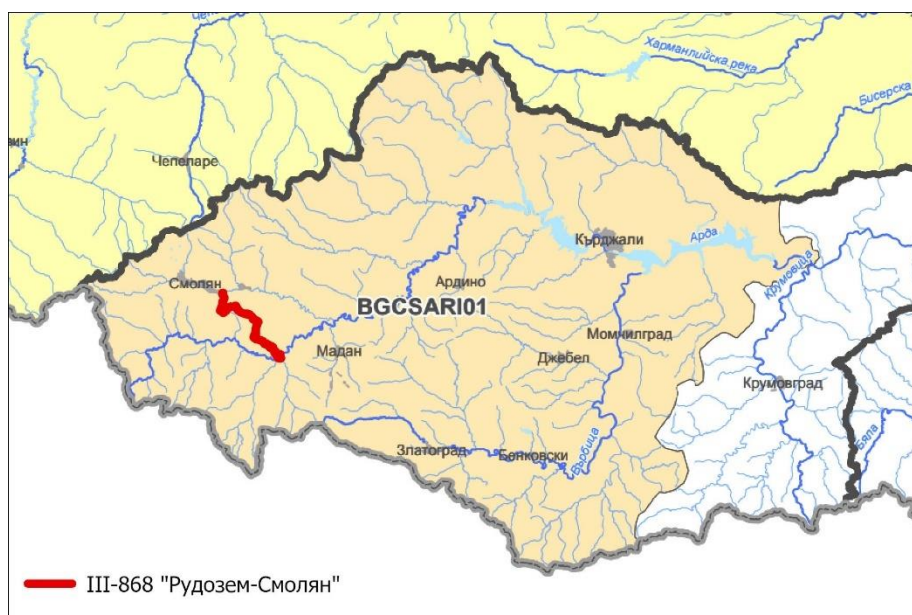 Харманлийска река
Бисерска
Чепеларе
Кърджали
Арда
Крумовица
Смолян
Ардино
BGCSARI01
Момчилград
Мадан
Джебел
Крумовград
Златоград
Бенковски
Върбица
Бяла
III-868 "Рудозем-Смолян"